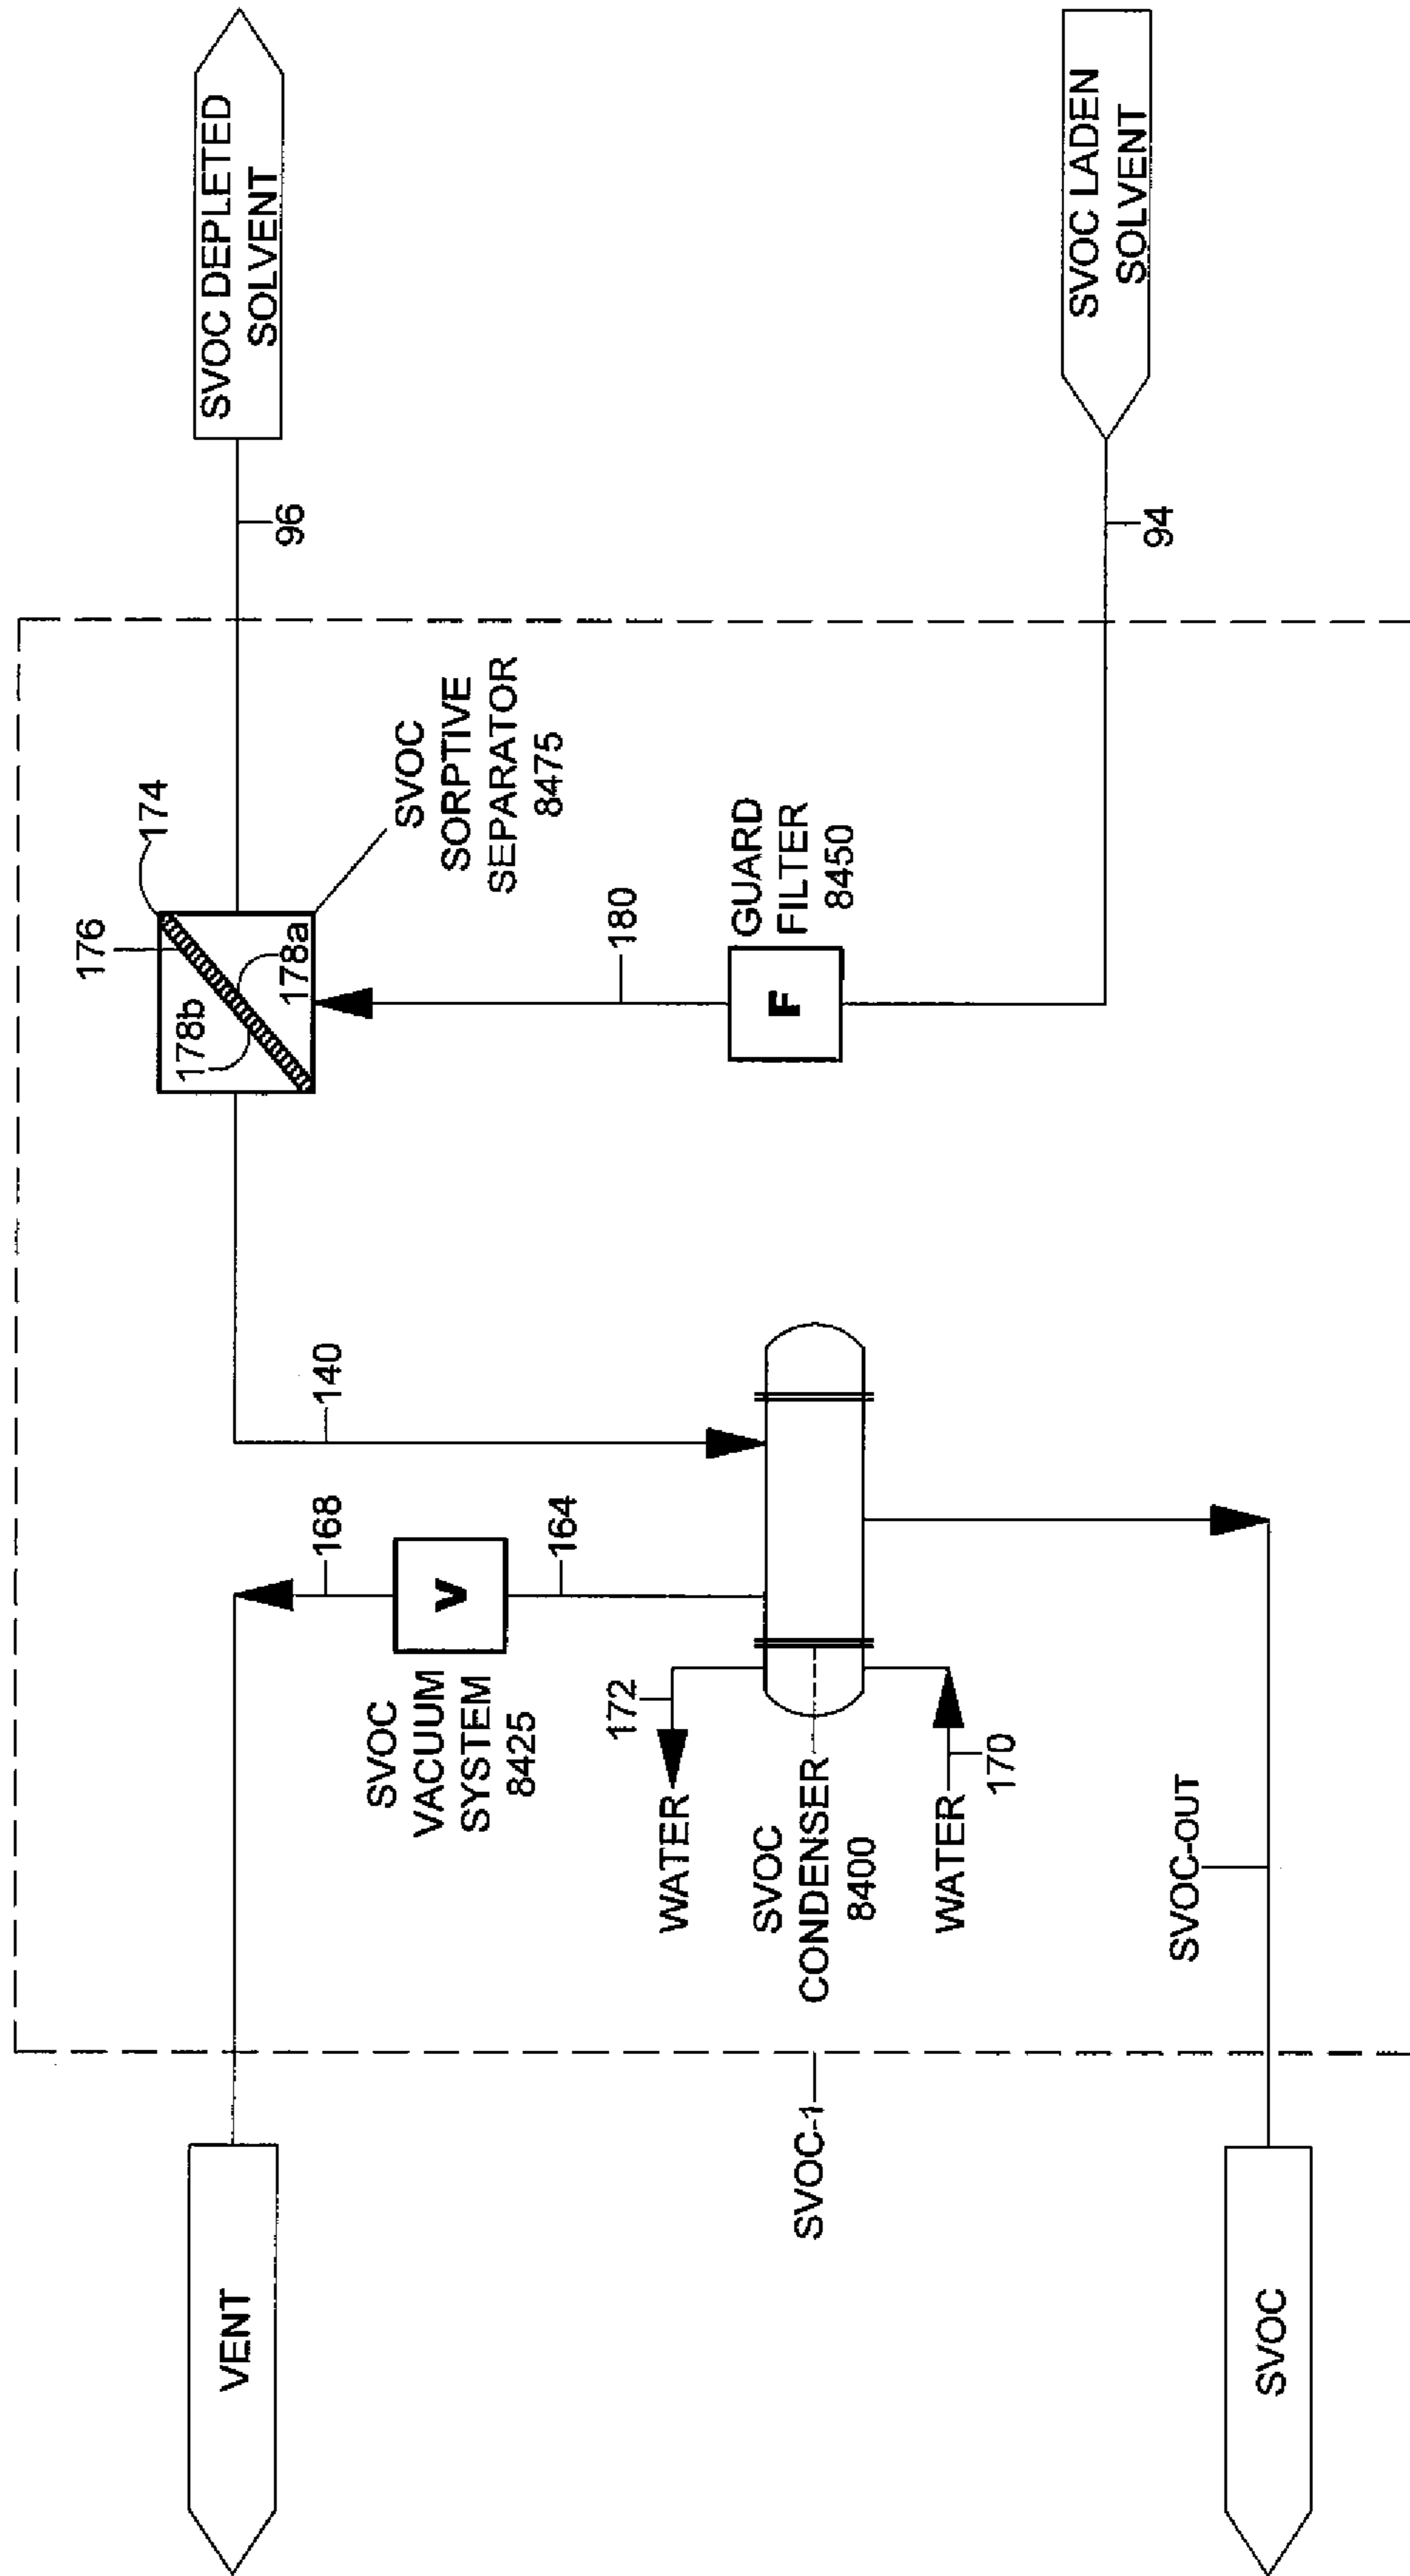 VENT
168
SVOC
VACUUM
SYSTEM
8425
V
164
140
172
WATER
SVOC
CONDENSER
8400
WATER
170
SVOC-1
SVOC-OUT
SVOC
174
176
178b
178a
SVOC
SORPTIVE
SEPARATOR
8475
180
GUARD
FILTER
8450
F
96
SVOC DEPLETED
SOLVENT
94
SVOC LADEN
SOLVENT